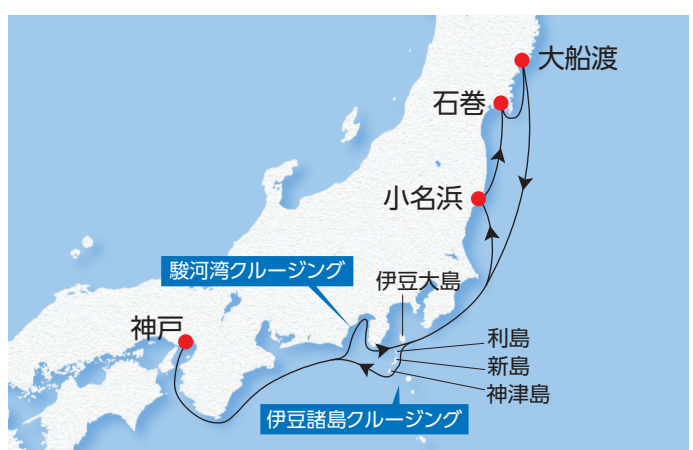 大船渡
石巻
小名浜
駿河湾クルージング
伊豆大島
神戸
利島
新島
神津島
伊豆諸島クルージング